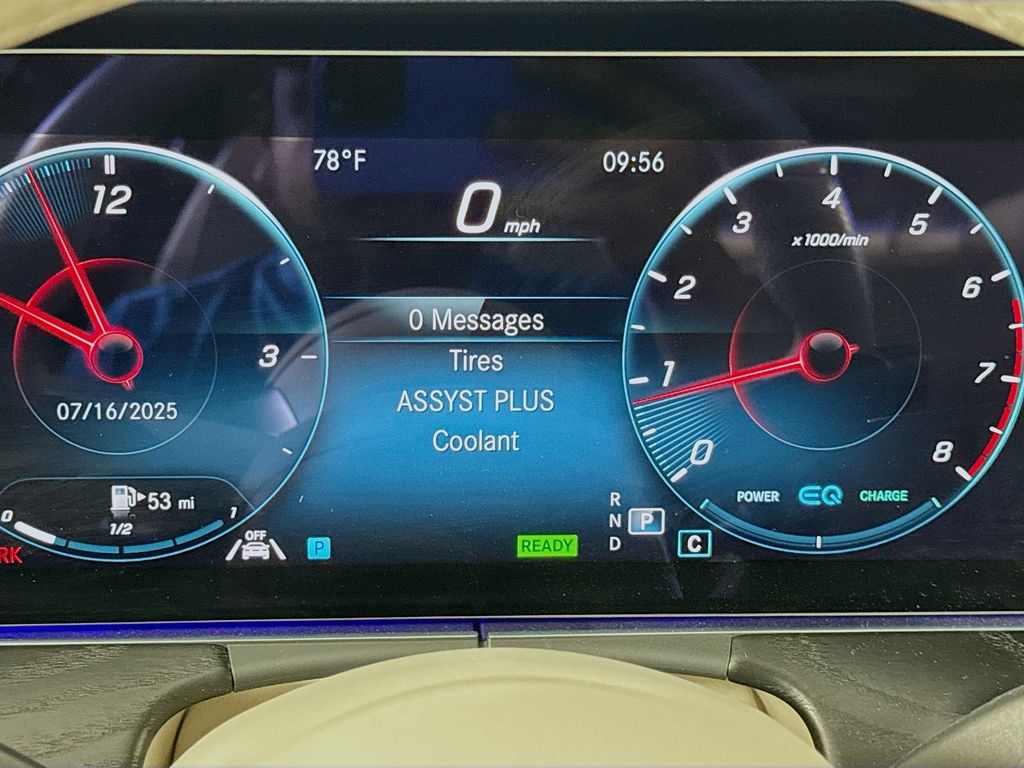 78°F
09:56
0 mph
12
3
07/16/2025
53 mi
0
1/2
1
RK
OFF
P
0 Messages
Tires
ASSYST PLUS
Coolant
READY
R
N
P
D
C
0
1
2
3
4
5
6
7
8
x1000/min
POWER
EQ
CHARGE